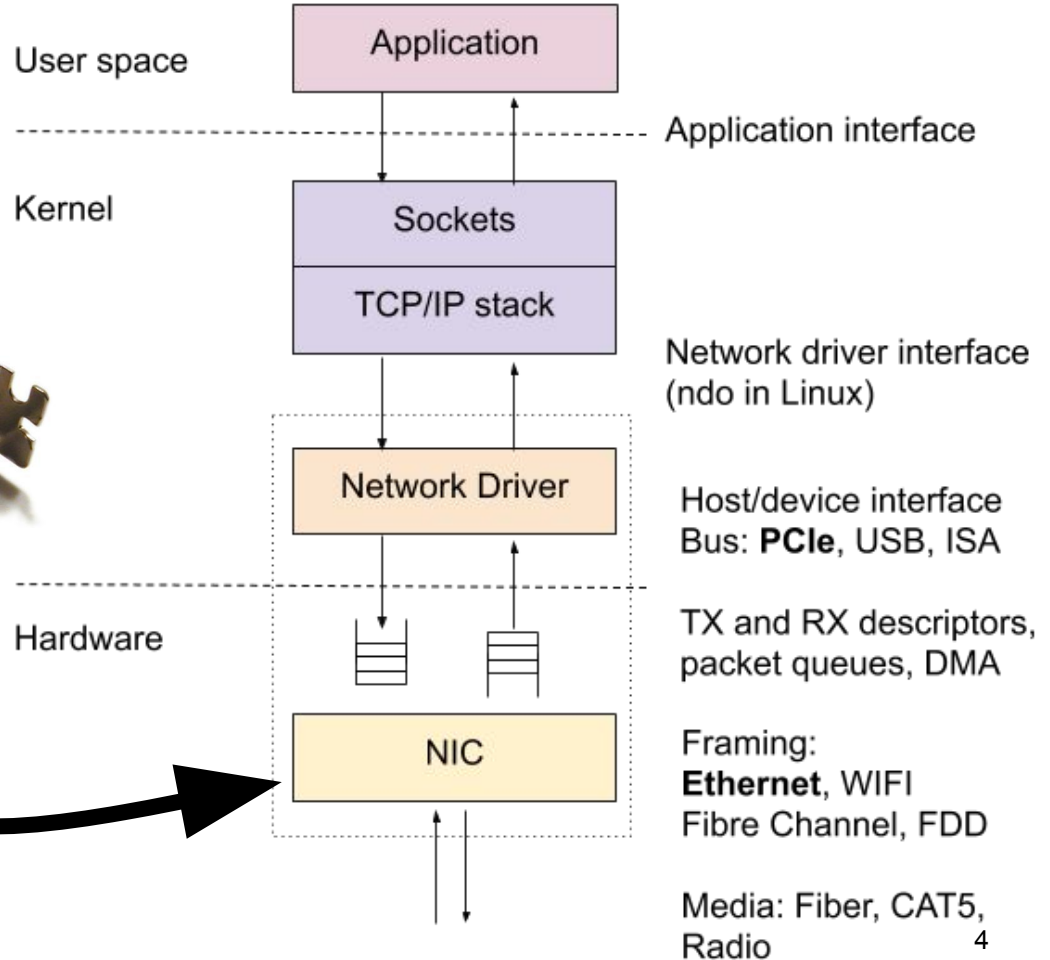 Application
User space
Application interface
Kernel
Sockets
TCP/IP stack
Network driver interface
(ndo in Linux)
Network Driver
Host/device interface
Bus: PCIe, USB, ISA
Hardware
TX and RX descriptors,
packet queues, DMA
NIC
Framing:
Ethernet, WIFI
Fibre Channel, FDD
Media: Fiber, CAT5,
Radio
4